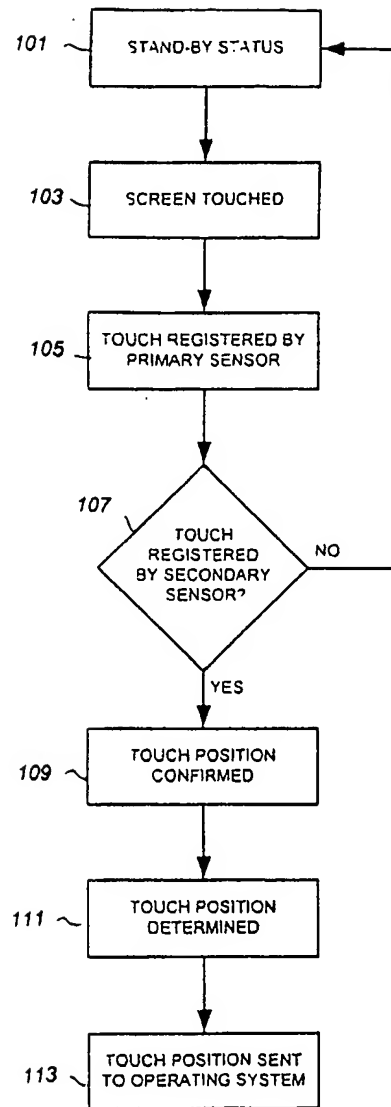 101
STAND-BY STATUS
103
SCREEN TOUCHED
105
TOUCH REGISTERED BY
PRIMARY SENSOR
107
TOUCH
REGISTERED
BY SECONDARY
SENSOR?
NO
YES
109
TOUCH POSITION
CONFIRMED
111
TOUCH POSITION
DETERMINED
113
TOUCH POSITION SENT
TO OPERATING SYSTEM